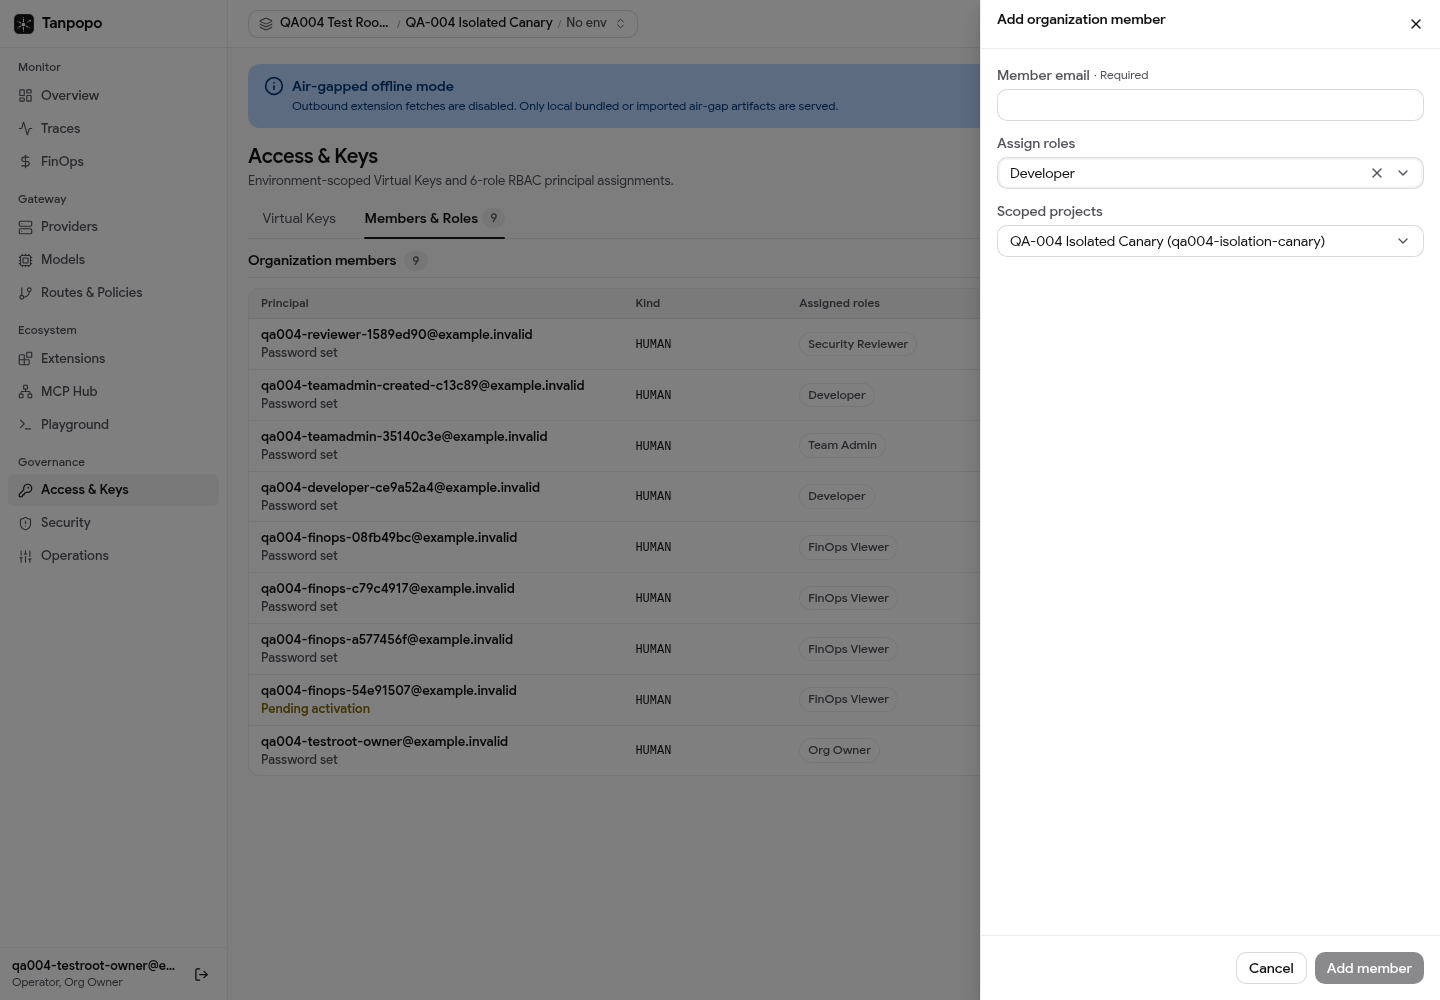 Tanpopo
Monitor
Overview
Traces
FinOps
Gateway
Providers
Models
Routes & Policies
Ecosystem
Extensions
MCP Hub
Playground
Governance
Access & Keys
Security
Operations
qa004-testroot-owner@e...
Operator, Org Owner
QA004 Test Roo... / QA-004 Isolated Canary / No env
Air-gapped offline mode
Outbound extension fetches are disabled. Only local bundled or imported air-gap artifacts are served.
Access & Keys
Environment-scoped Virtual Keys and 6-role RBAC principal assignments.
Virtual Keys Members & Roles 9
Organization members 9
Principal Kind Assigned roles
qa004-reviewer-1589ed90@example.invalid
Password set
HUMAN Security Reviewer
qa004-teamadmin-created-c13c89@example.invalid
Password set
HUMAN Developer
qa004-teamadmin-35140c3e@example.invalid
Password set
HUMAN Team Admin
qa004-developer-ce9a52a4@example.invalid
Password set
HUMAN Developer
qa004-finops-08fb49bc@example.invalid
Password set
HUMAN FinOps Viewer
qa004-finops-c79c4917@example.invalid
Password set
HUMAN FinOps Viewer
qa004-finops-a577456f@example.invalid
Password set
HUMAN FinOps Viewer
qa004-finops-54e91507@example.invalid
Pending activation
HUMAN FinOps Viewer
qa004-testroot-owner@example.invalid
Password set
HUMAN Org Owner
Add organization member
Member email · Required
Assign roles
Developer
Scoped projects
QA-004 Isolated Canary (qa004-isolation-canary)
Cancel Add member